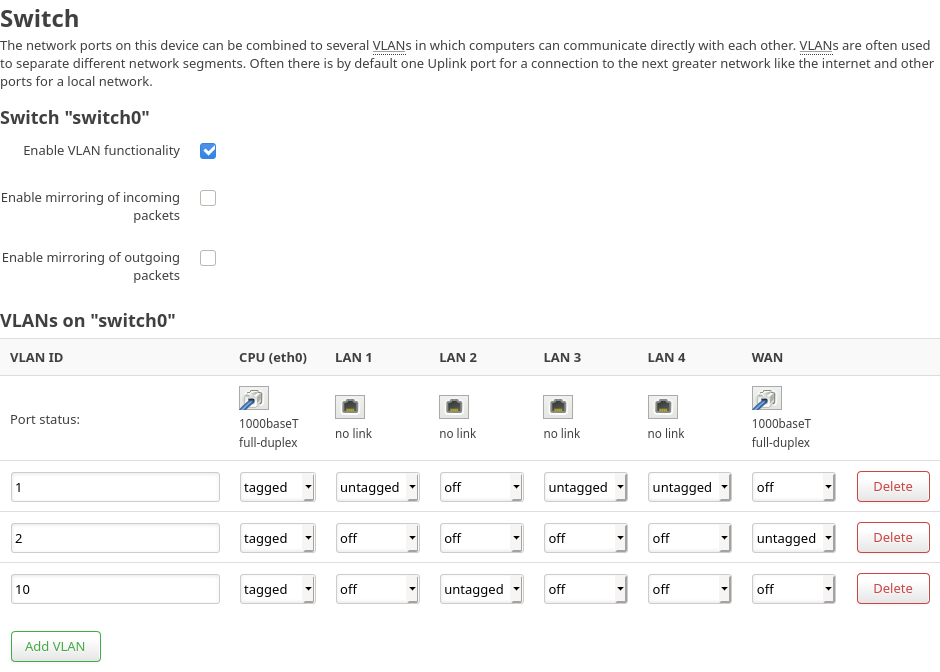 Switch
The network ports on this device can be combined to several VLANs in which computers can communicate directly with each other. VLANs are often used
to separate different network segments. Often there is by default one Uplink port for a connection to the next greater network like the internet and other
ports for a local network.
Switch "switch0"
Enable VLAN functionality
Enable mirroring of incoming
packets
Enable mirroring of outgoing
packets
VLANs on "switch0"
VLAN ID CPU (eth0) LAN 1 LAN 2 LAN 3 LAN 4 WAN
Port status: 1000baseT full-duplex no link no link no link no link 1000baseT full-duplex
1 tagged untagged off untagged untagged off Delete
2 tagged off off off off untagged Delete
10 tagged off untagged off off off Delete
Add VLAN